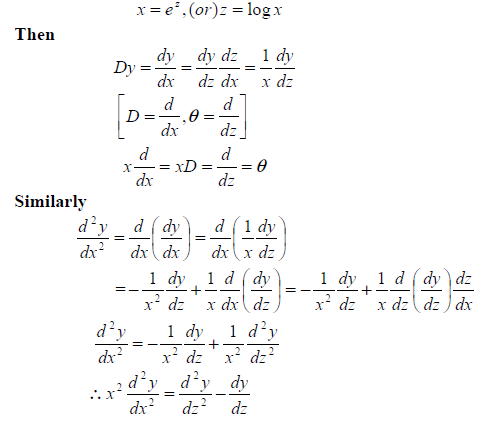 x = e^z, (or) z = log x
Then
Dy = dy/dx = dy/dz dz/dx = 1/x dy/dz
[D = d/dx, θ = d/dz]
x d/dx = xD = d/dz = θ
Similarly
d²y/dx² = d/dx (dy/dx) = d/dx (1/x dy/dz)
= -1/x² dy/dz + 1/x d/dx (dy/dz) = -1/x² dy/dz + 1/x d/dz (dy/dz) dz/dx
d²y/dx² = -1/x² dy/dz + 1/x² d²y/dz²
∴ x² d²y/dx² = d²y/dz² - dy/dz